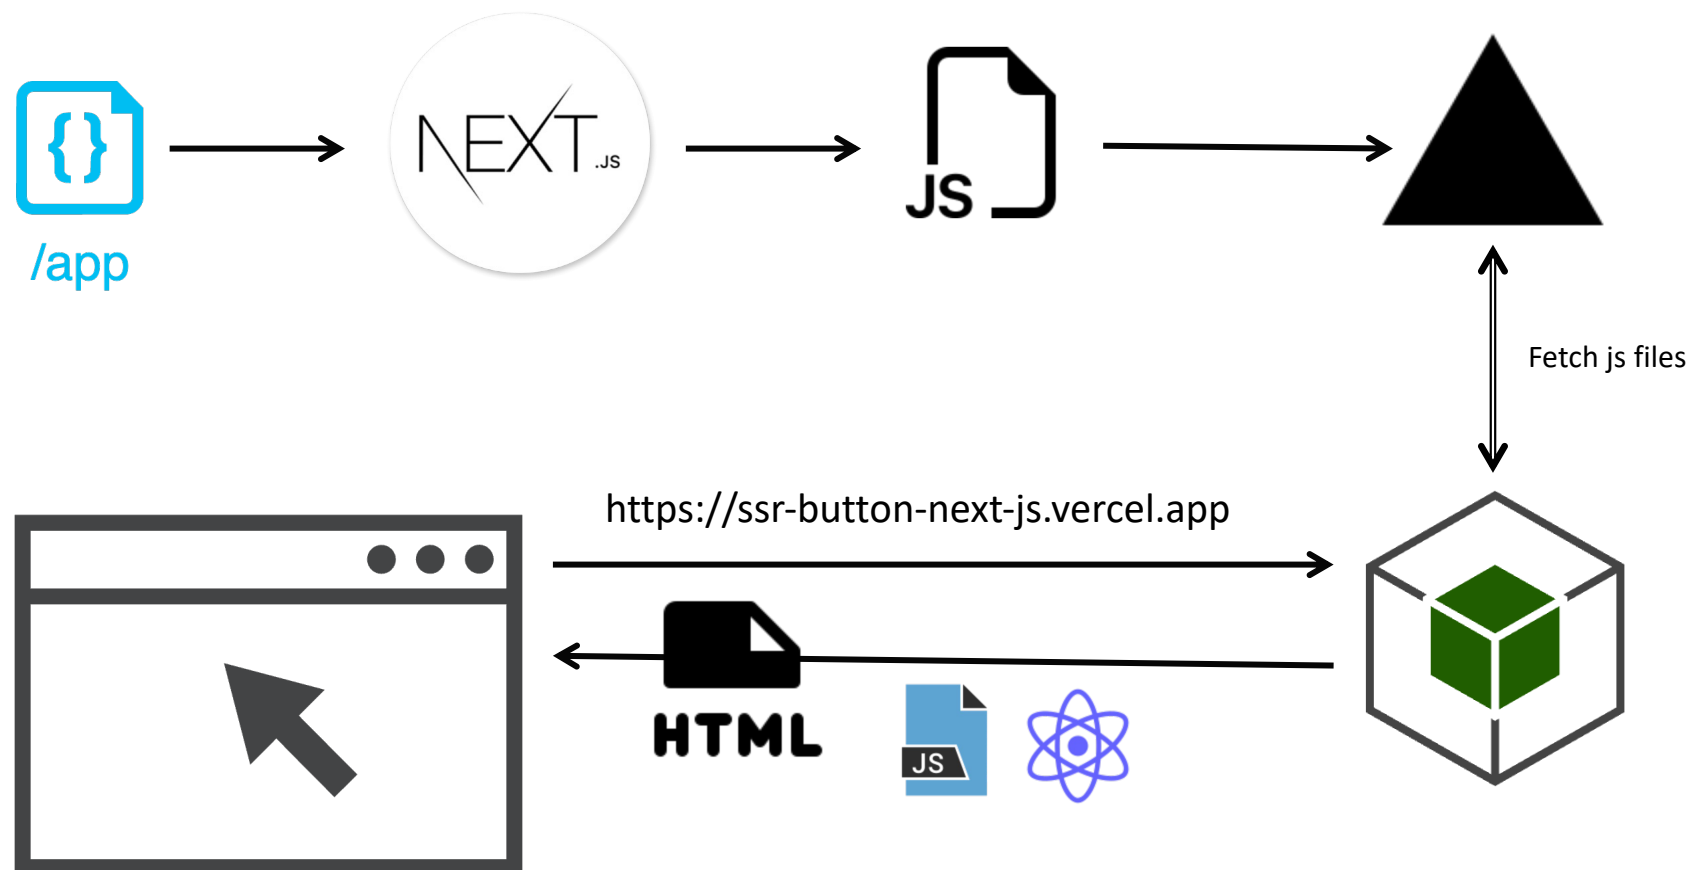 {}
/app
NEXT.JS
JS
Fetch js files
https://ssr-button-next-js.vercel.app
HTML
JS